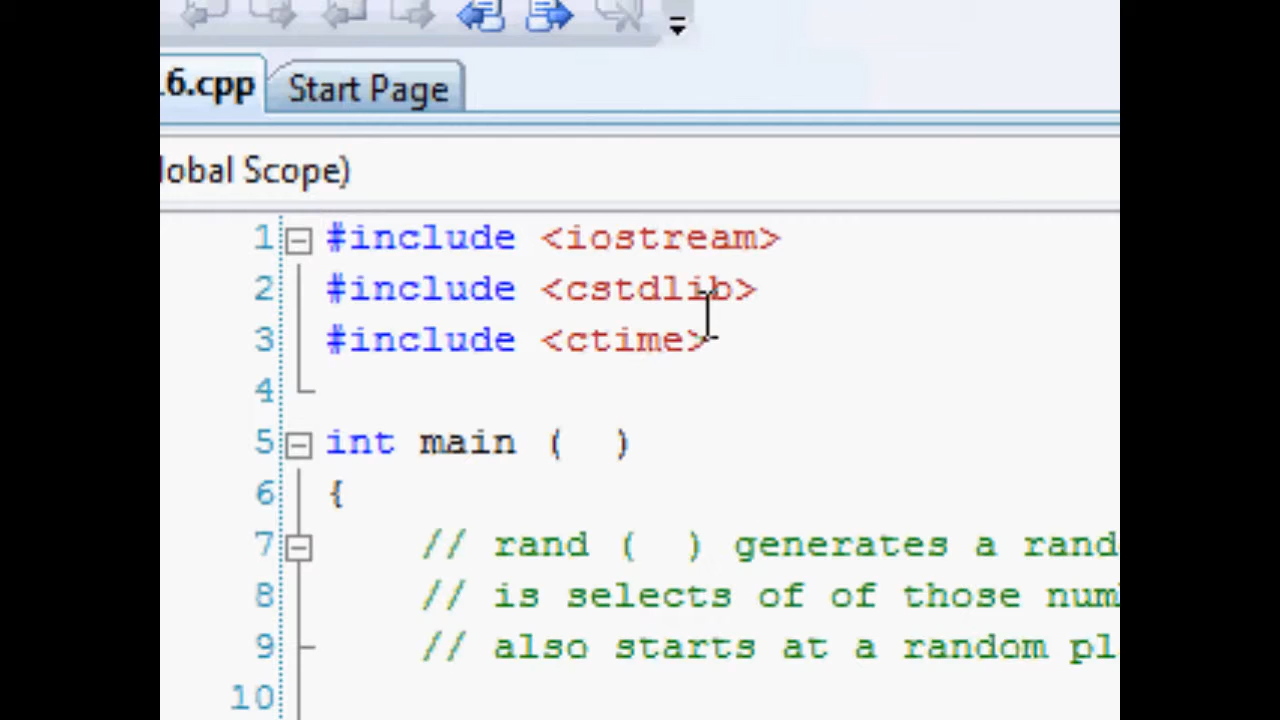 .6.cpp Start Page
lobal Scope)
1 #include <iostream>
2 #include <cstdlib>
3 #include <ctime>
4
5 int main (  )
6 {
7 // rand (  ) generates a rand
8 // is selects of of those num
9 // also starts at a random pl
10